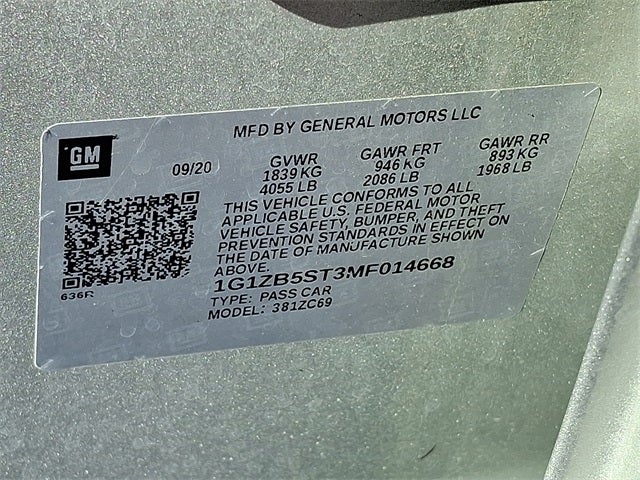 MFD BY GENERAL MOTORS LLC
GM
09/20
GVWR
1839 KG
4055 LB
GAWR FRT
946 KG
2086 LB
GAWR RR
893 KG
1968 LB
THIS VEHICLE CONFORMS TO ALL
APPLICABLE U.S. FEDERAL MOTOR
VEHICLE SAFETY, BUMPER, AND THEFT
PREVENTION STANDARDS IN EFFECT ON
THE DATE OF MANUFACTURE SHOWN
ABOVE.
636R
1G1ZB5ST3MF014668
TYPE: PASS CAR
MODEL: 381ZC69